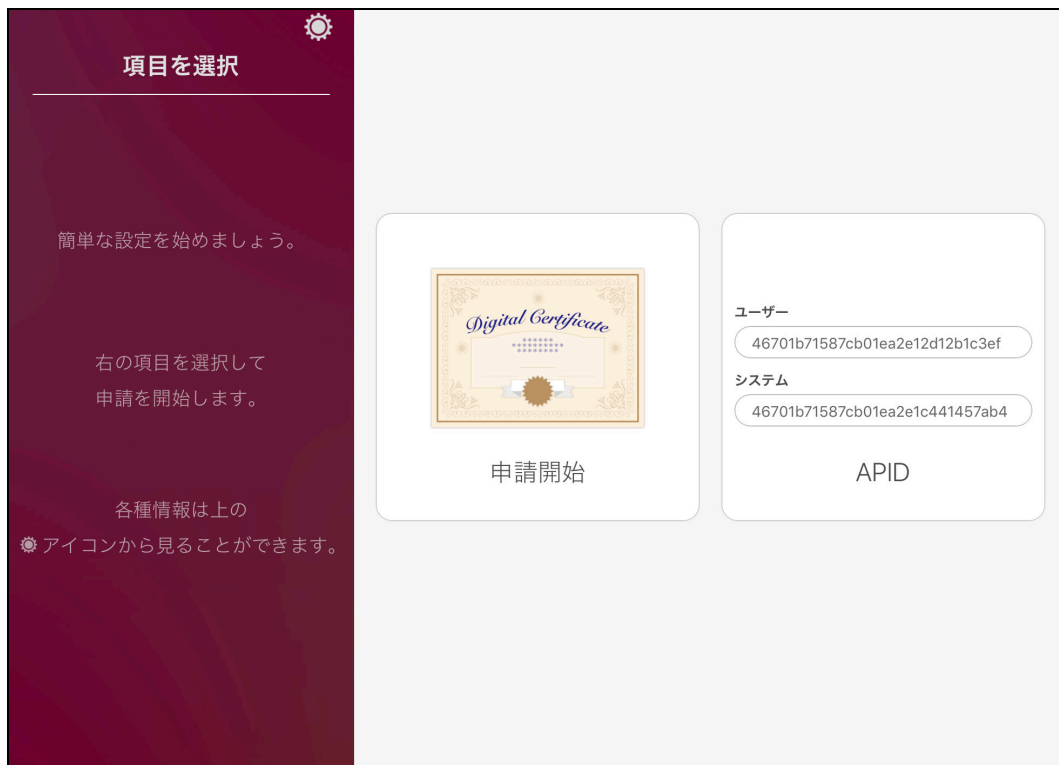 項目を選択
簡単な設定を始めましょう。
右の項目を選択して
申請を開始します。
各種情報は上の
アイコンから見ることができます。
Digital Certificate
********
**********
********
申請開始
ユーザー
46701b71587cb01ea2e12d12b1c3ef
システム
46701b71587cb01ea2e1c441457ab4
APID